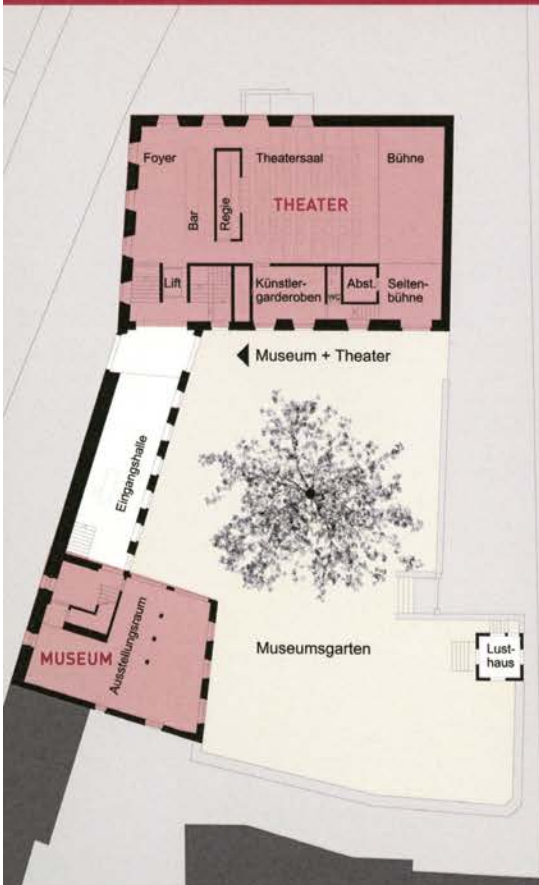 Foyer
Theatersaal
Bühne
THEATER
Bar
Regie
Lift
Künstler-
garderoben
WC
Abst.
Seiten-
bühne
Museum + Theater
Eingangshalle
Museumsgarten
Lust-
haus
MUSEUM
Ausstellungsraum